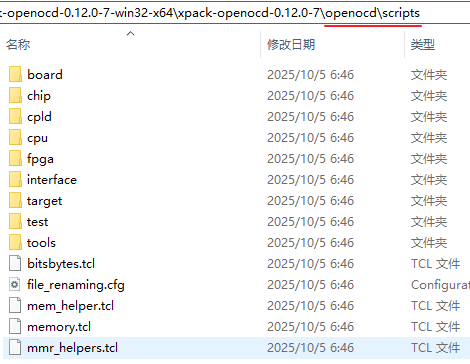 k-openocd-0.12.0-7-win32-x64\xpack-openocd-0.12.0-7\openocd\scripts
名称 修改日期 类型
board 2025/10/5 6:46 文件夹
chip 2025/10/5 6:46 文件夹
cpld 2025/10/5 6:46 文件夹
cpu 2025/10/5 6:46 文件夹
fpga 2025/10/5 6:46 文件夹
interface 2025/10/5 6:46 文件夹
target 2025/10/5 6:46 文件夹
test 2025/10/5 6:46 文件夹
tools 2025/10/5 6:46 文件夹
bitsbytes.tcl 2025/10/5 6:46 TCL 文件
file_renaming.cfg 2025/10/5 6:46 Configurat
mem_helper.tcl 2025/10/5 6:46 TCL 文件
memory.tcl 2025/10/5 6:46 TCL 文件
mmr_helpers.tcl 2025/10/5 6:46 TCL 文件